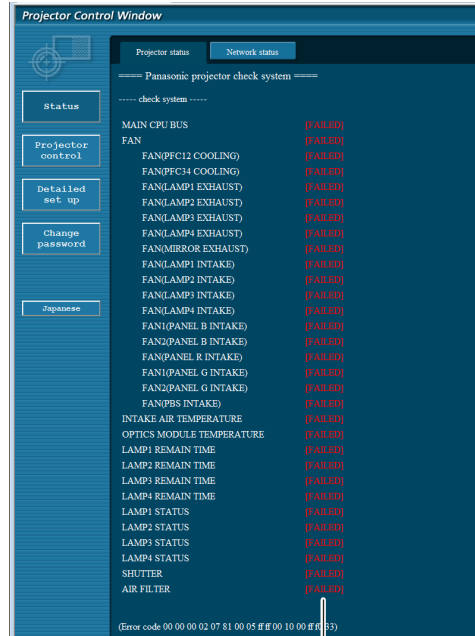 Projector Control Window
Projector status Network status
==== Panasonic projector check system ====
----- check system -----
Status
MAIN CPU BUS [FAILED]
FAN [FAILED]
Projector control
FAN(PFC12 COOLING) [FAILED]
FAN(PFC34 COOLING) [FAILED]
Detailed set up
FAN(LAMP1 EXHAUST) [FAILED]
FAN(LAMP2 EXHAUST) [FAILED]
FAN(LAMP3 EXHAUST) [FAILED]
FAN(LAMP4 EXHAUST) [FAILED]
Change password
FAN(MIRROR EXHAUST) [FAILED]
FAN(LAMP1 INTAKE) [FAILED]
FAN(LAMP2 INTAKE) [FAILED]
FAN(LAMP3 INTAKE) [FAILED]
FAN(LAMP4 INTAKE) [FAILED]
Japanese
FAN1(PANEL B INTAKE) [FAILED]
FAN2(PANEL B INTAKE) [FAILED]
FAN(PANEL R INTAKE) [FAILED]
FAN1(PANEL G INTAKE) [FAILED]
FAN2(PANEL G INTAKE) [FAILED]
FAN(PBS INTAKE) [FAILED]
INTAKE AIR TEMPERATURE [FAILED]
OPTICS MODULE TEMPERATURE [FAILED]
LAMP1 REMAIN TIME [FAILED]
LAMP2 REMAIN TIME [FAILED]
LAMP3 REMAIN TIME [FAILED]
LAMP4 REMAIN TIME [FAILED]
LAMP1 STATUS [FAILED]
LAMP2 STATUS [FAILED]
LAMP3 STATUS [FAILED]
LAMP4 STATUS [FAILED]
SHUTTER [FAILED]
AIR FILTER [FAILED]
(Error code 00 00 00 02 07 81 00 05 ff ff 00 10 00 ff f0 33)